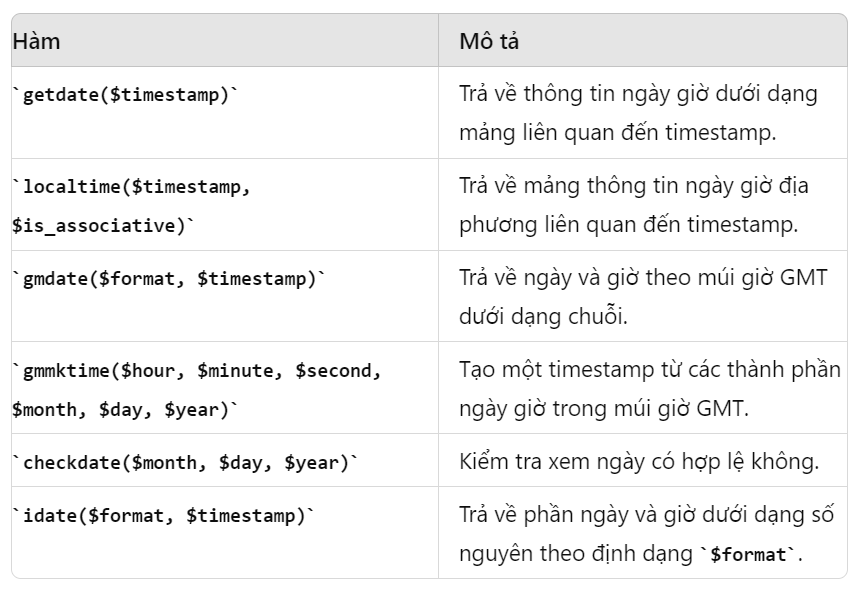 Hàm
Mô tả
`getdate($timestamp)`
Trả về thông tin ngày giờ dưới dạng
mảng liên quan đến timestamp.
`localtime($timestamp,
$is_associative)`
Trả về mảng thông tin ngày giờ địa
phương liên quan đến timestamp.
`gmdate($format, $timestamp)`
Trả về ngày và giờ theo múi giờ GMT
dưới dạng chuỗi.
`gmmktime($hour, $minute, $second,
$month, $day, $year)`
Tạo một timestamp từ các thành phần
ngày giờ trong múi giờ GMT.
`checkdate($month, $day, $year)`
Kiểm tra xem ngày có hợp lệ không.
`idate($format, $timestamp)`
Trả về phần ngày và giờ dưới dạng số
nguyên theo định dạng `$format`.